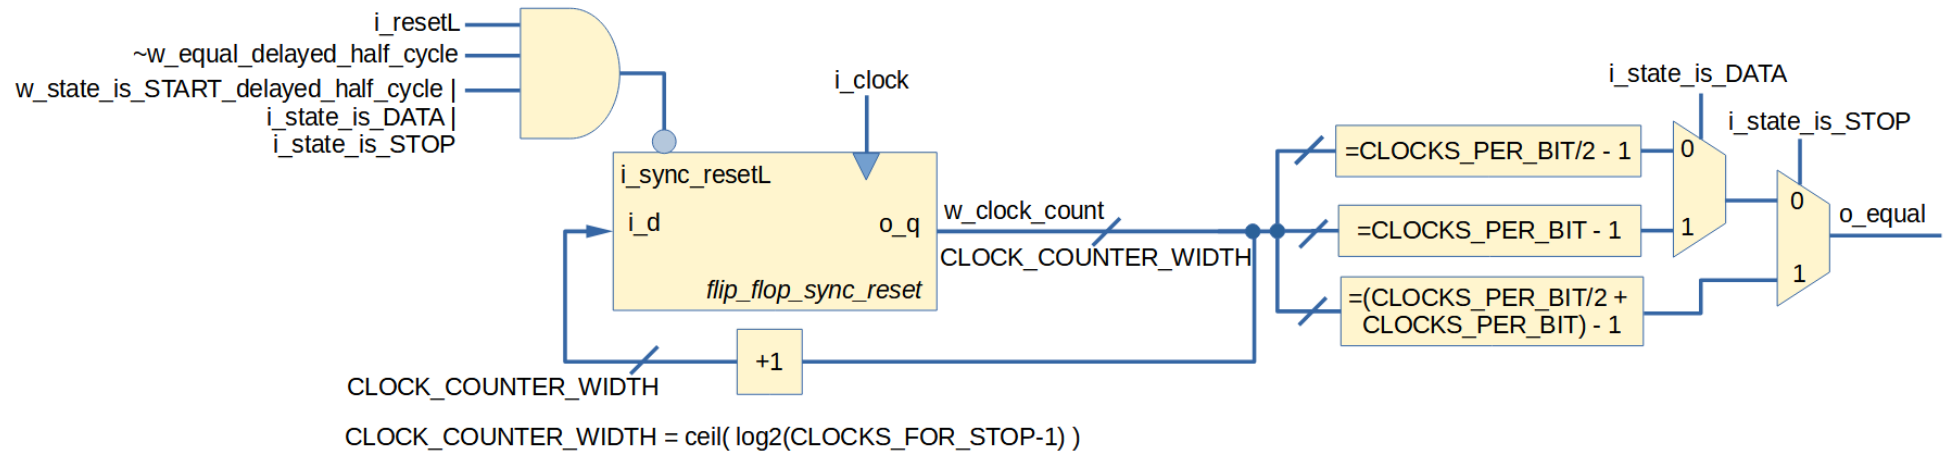 i_resetL
~w_equal_delayed_half_cycle
w_state_is_START_delayed_half_cycle |
i_state_is_DATA |
i_state_is_STOP
i_clock
i_sync_resetL
i_d
o_q
flip_flop_sync_reset
w_clock_count
CLOCK_COUNTER_WIDTH
+1
CLOCK_COUNTER_WIDTH
i_state_is_DATA
i_state_is_STOP
=CLOCKS_PER_BIT/2 - 1
0
=CLOCKS_PER_BIT - 1
1
=(CLOCKS_PER_BIT/2 +
CLOCKS_PER_BIT) - 1
0
1
o_equal
CLOCK_COUNTER_WIDTH = ceil( log2(CLOCKS_FOR_STOP-1) )